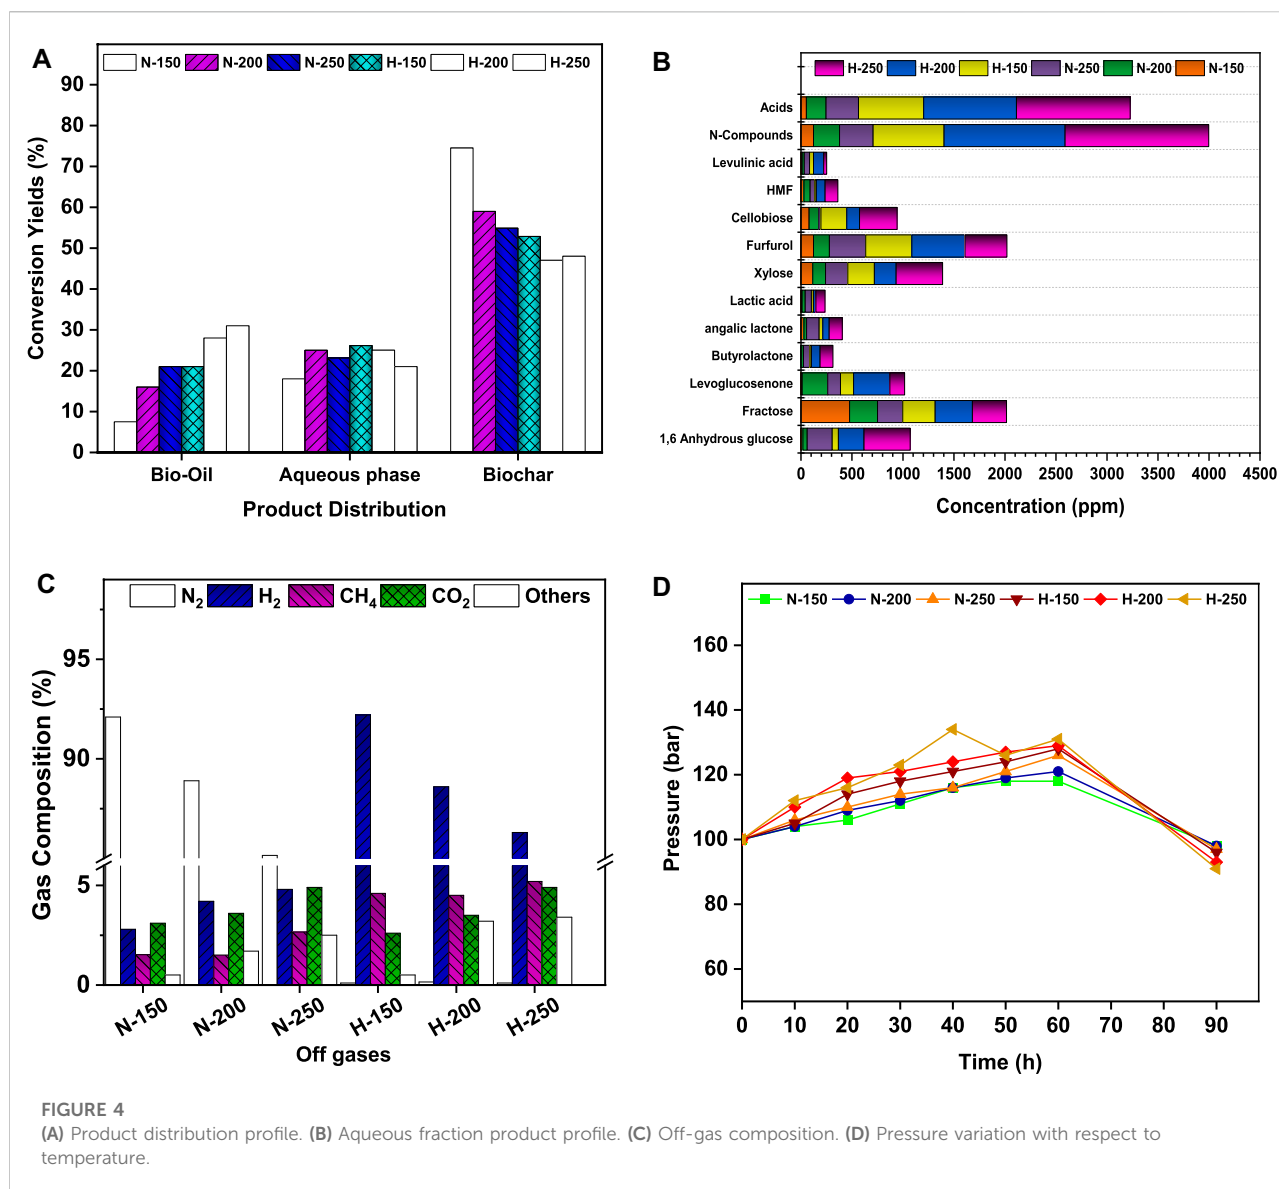 A
N-150 N-200 N-250 H-150 H-200 H-250
90
80
70
60
50
40
30
20
10
0
Conversion Yields (%)
Bio-Oil Aqueous phase Biochar
Product Distribution
B
H-250 H-200 H-150 N-250 N-200 N-150
Acids
N-Compounds
Levulinic acid
HMF
Cellobiose
Furfurol
Xylose
Lactic acid
angalic lactone
Butyrolactone
Levoglucosenone
Fractose
1,6 Anhydrous glucose
0 500 1000 1500 2000 2500 3000 3500 4000 4500
Concentration (ppm)
C
N2 H2 CH4 CO2 Others
95
90
5
0
Gas Composition (%)
N-150 N-200 N-250 H-150 H-200 H-250
Off gases
D
N-150 N-200 N-250 H-150 H-200 H-250
160
140
120
100
80
60
Pressure (bar)
0 10 20 30 40 50 60 70 80 90
Time (h)
FIGURE 4
(A) Product distribution profile. (B) Aqueous fraction product profile. (C) Off-gas composition. (D) Pressure variation with respect to
temperature.